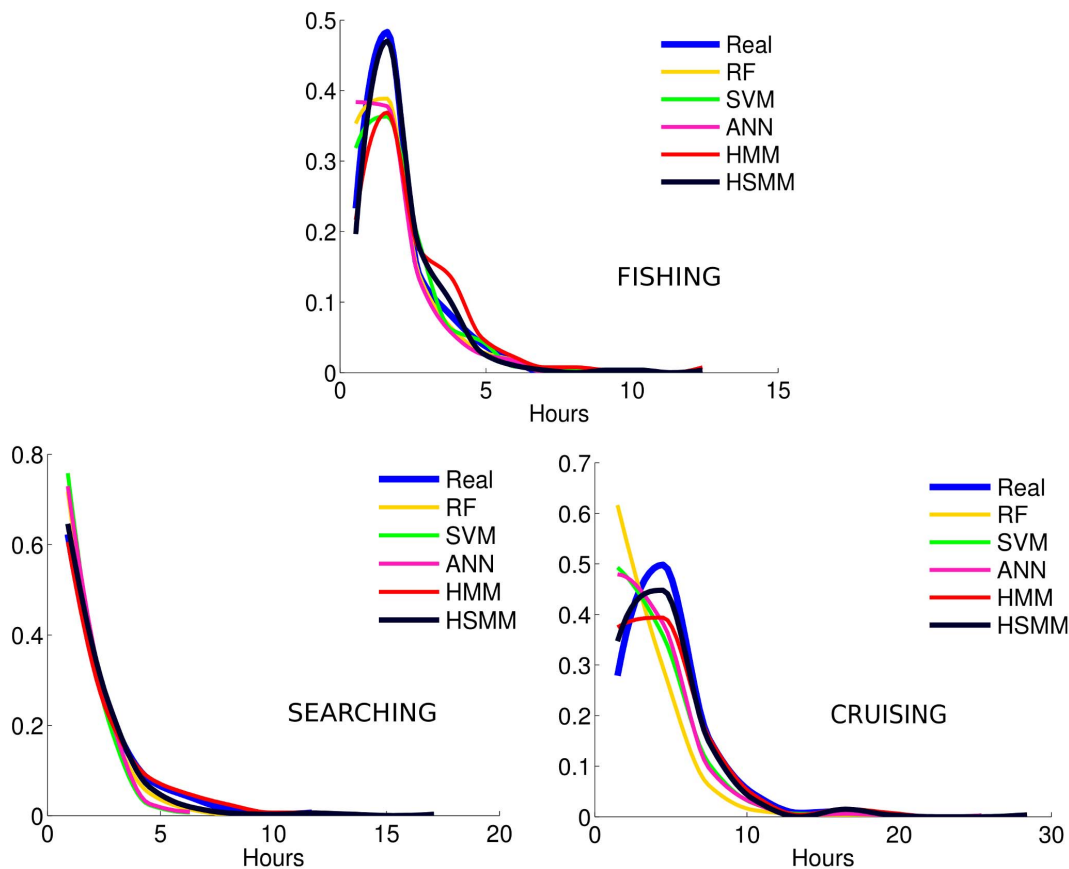 0.5
0.4
0.3
0.2
0.1
0
0 5 10 15
Hours
Real
RF
SVM
ANN
HMM
HSMM
FISHING
0.8
0.6
0.4
0.2
0
0 5 10 15 20
Hours
Real
RF
SVM
ANN
HMM
HSMM
SEARCHING
0.7
0.6
0.5
0.4
0.3
0.2
0.1
0
0 10 20 30
Hours
Real
RF
SVM
ANN
HMM
HSMM
CRUISING